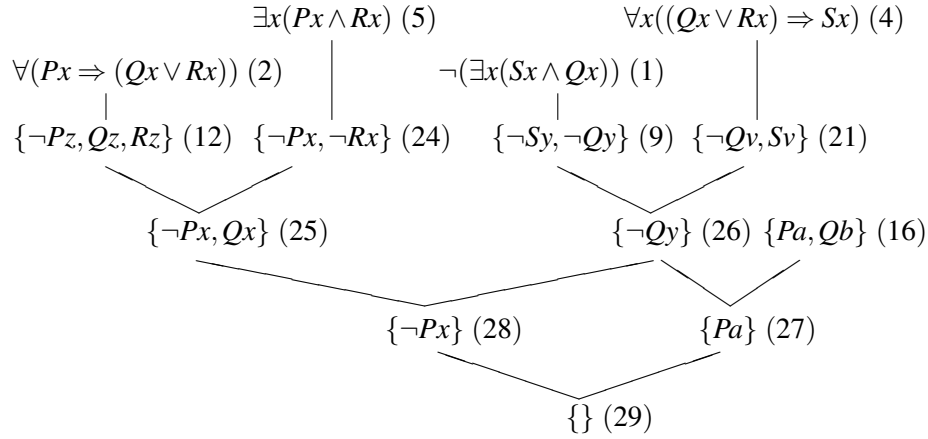 ∃x(Px ∧ Rx) (5) ∀x((Qx ∨ Rx) ⇒ Sx) (4)
∀(Px ⇒ (Qx ∨ Rx)) (2) ¬(∃x(Sx ∧ Qx)) (1)
{¬Pz, Qz, Rz} (12) {¬Px, ¬Rx} (24) {¬Sy, ¬Qy} (9) {¬Qv, Sv} (21)
{¬Px, Qx} (25) {¬Qy} (26) {Pa, Qb} (16)
{¬Px} (28) {Pa} (27)
{} (29)